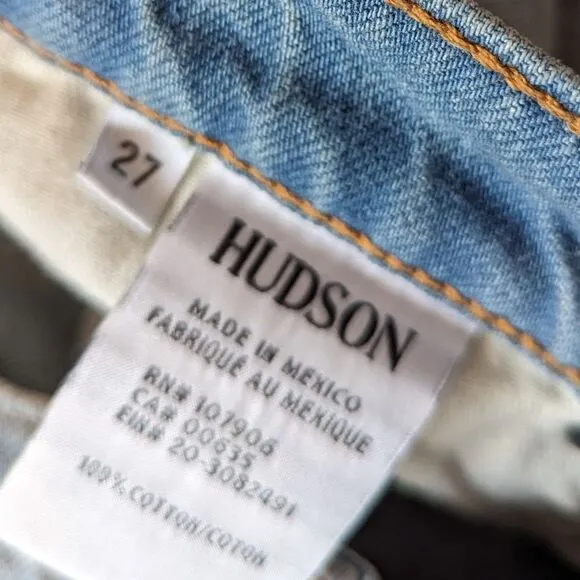 27
HUDSON
MADE IN MEXICO
FABRIQUÉ AU MEXIQUE
RN# 107906
CA# 00635
EIN# 20-3082491
100% COTTON/COTON